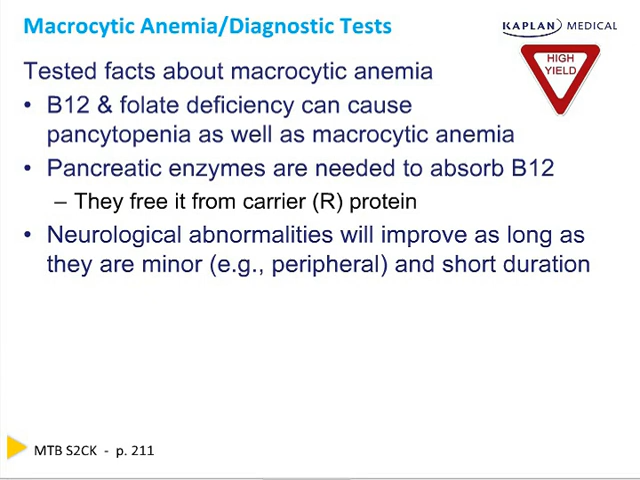 Macrocytic Anemia/Diagnostic Tests
KAPLAN MEDICAL
HIGH
YIELD
Tested facts about macrocytic anemia
• B12 & folate deficiency can cause
pancytopenia as well as macrocytic anemia
• Pancreatic enzymes are needed to absorb B12
– They free it from carrier (R) protein
• Neurological abnormalities will improve as long as
they are minor (e.g., peripheral) and short duration
MTB S2CK - p. 211